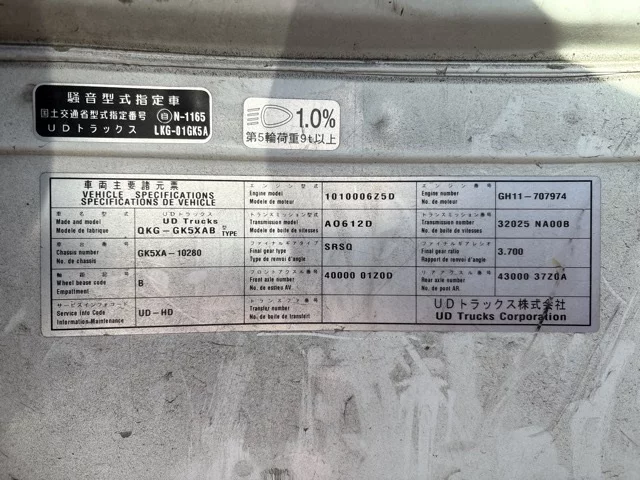 騒音型式指定車
国土交通省型式指定番号 自 N-1165
UDトラックス LKG-01GK5A
1.0%
第5輪荷重9t以上
車両主要諸元票
VEHICLE SPECIFICATIONS
SPECIFICATIONS DE VEHICLE
エンジン型式
Engine model
Modele de moteur
1010006Z5D
エンジン番号
Engine number
No. de moteur
GH11-707974
車名型式
Made and model
Modele de fabrique
UDトラックス
UD Trucks
QKG-GK5XAB
TYPE
トランスミッション型式
Transmission model
Modele de boite de vitesses
A0612D
トランスミッション番号
Transmission number
No. de boite de vitesses
32025 NA00B
車台番号
Chassis number
No. de chassis
GK5XA-10280
ファイナルギアタイプ
Final gear type
Type de renvoi d'angle
SRSQ
ファイナルギアレシオ
Final gear ratio
Rapport de renvoi d'angle
3.700
軸距記号
Wheel bease code
Empattement
B
フロントアクスル番号
Front axle number
No. de essieu AV.
40000 01Z0D
リアアクスル番号
Rear axle number
No. de pont AR.
43000 37Z0A
サービスインフォコード
Service info Code
Information-Maintenance
UD-HD
トランスファ番号
Transfer number
No. de boite de transfert
UDトラックス株式会社
UD Trucks Corporation